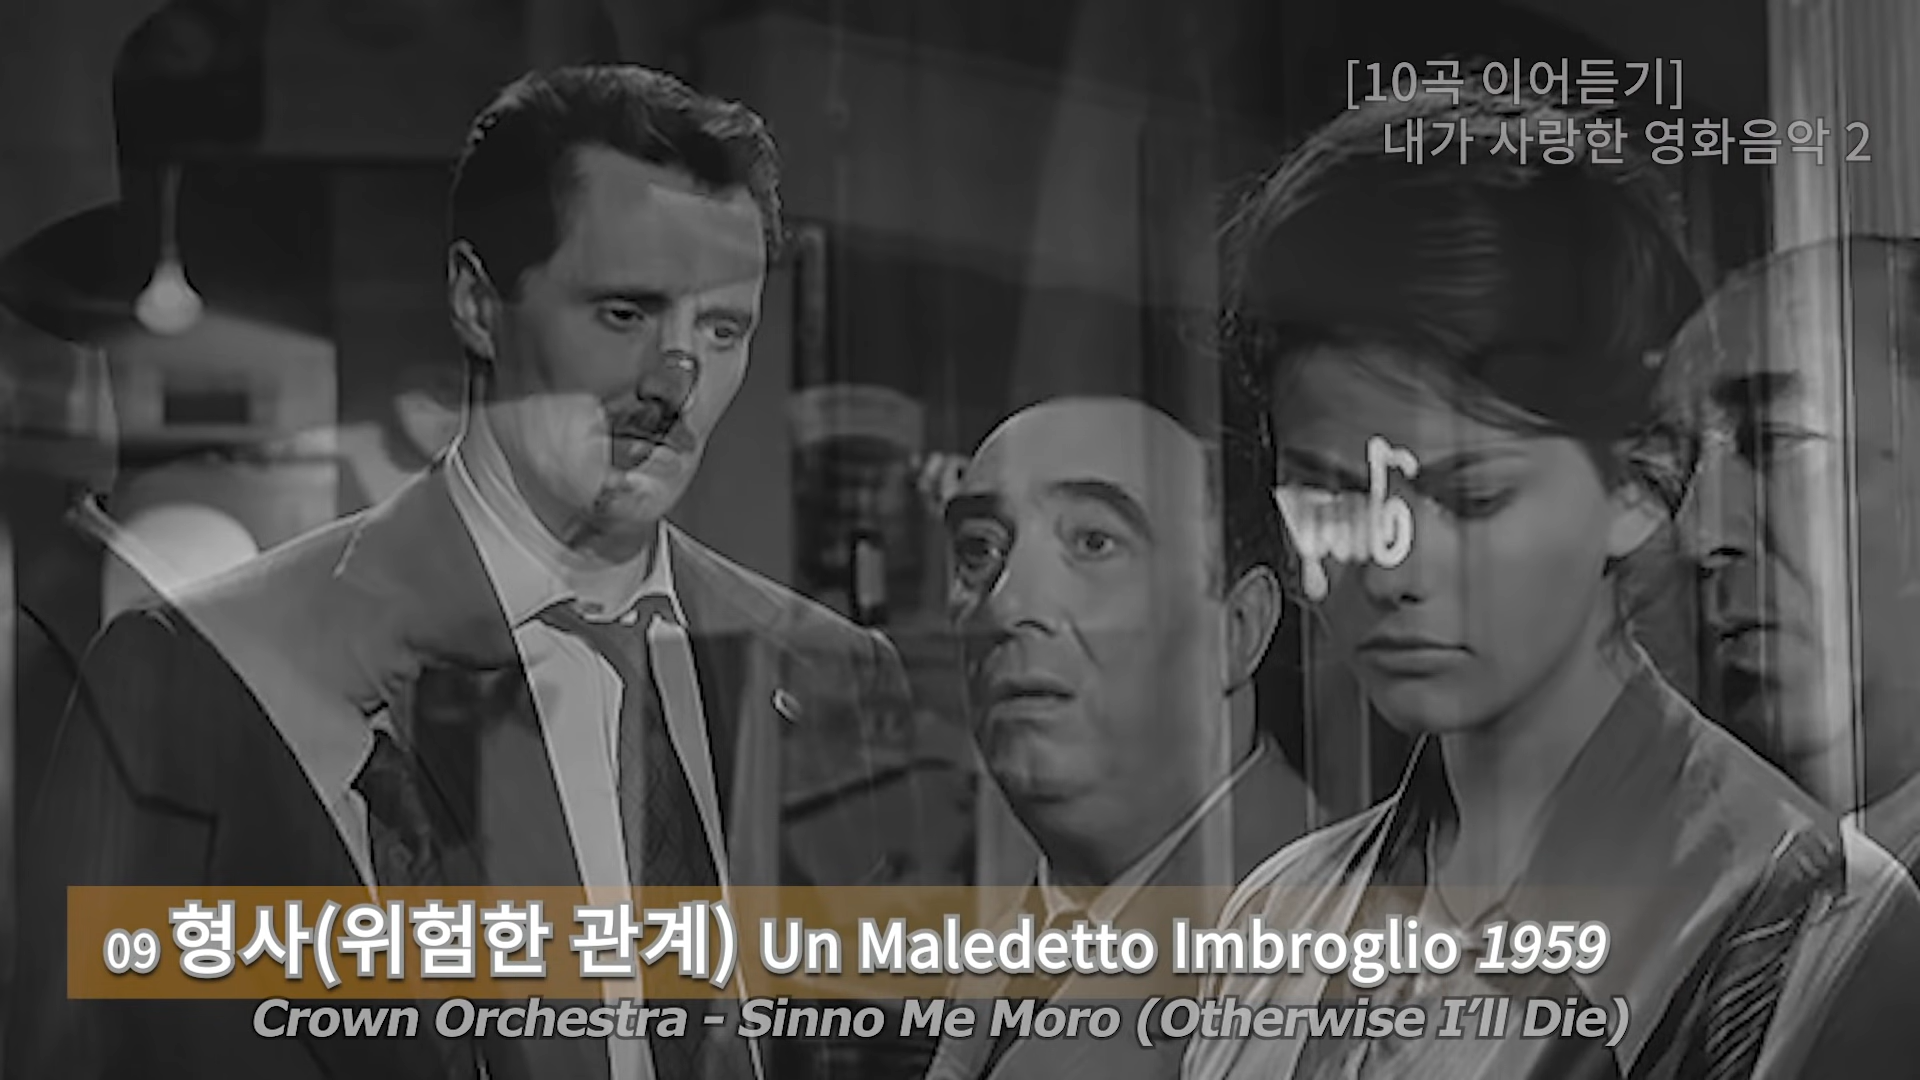 [10곡 이어듣기]
내가 사랑한 영화음악 2
09 형사(위험한 관계) Un Maledetto Imbroglio 1959
Crown Orchestra - Sinno Me Moro (Otherwise I'll Die)